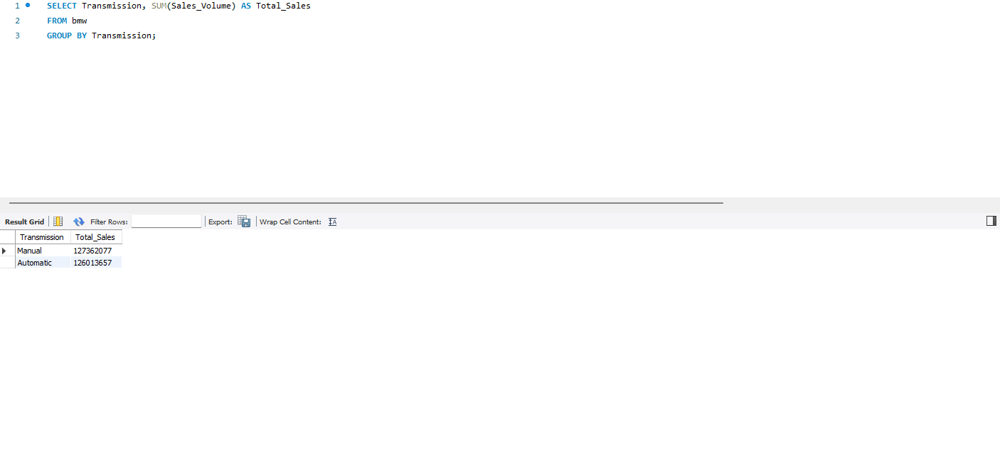 1 SELECT Transmission, SUM(Sales_Volume) AS Total_Sales
2 FROM bmw
3 GROUP BY Transmission;
Result Grid Filter Rows: Export: Wrap Cell Content: IA
Transmission Total_Sales
Manual 127362077
Automatic 126013657